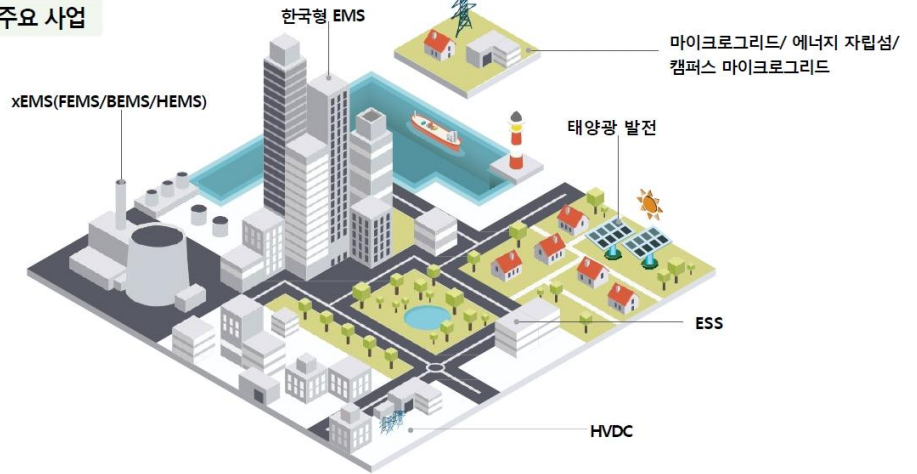 주요 사업
한국형 EMS
마이크로그리드/ 에너지 자립섬/
캠퍼스 마이크로그리드
xEMS(FEMS/BEMS/HEMS)
태양광 발전
ESS
HVDC